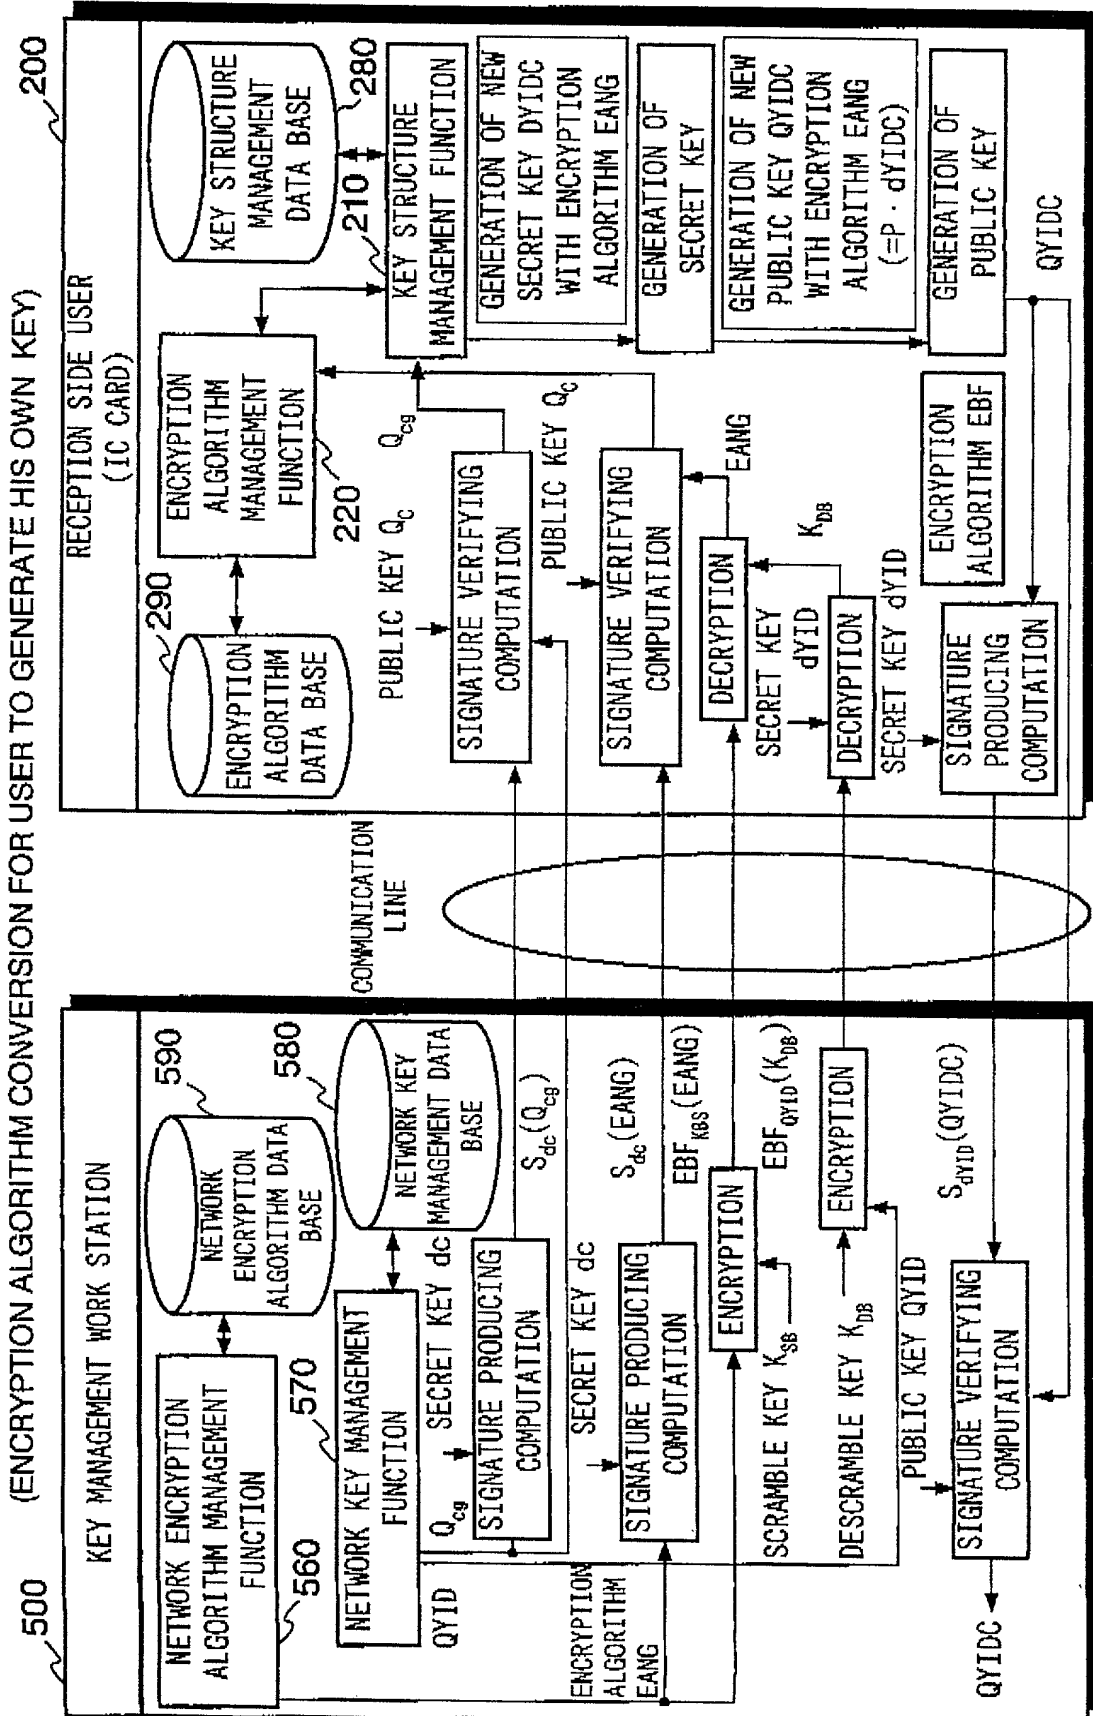 (ENCRYPTION ALGORITHM CONVERSION FOR USER TO GENERATE HIS OWN KEY)
500
KEY MANAGEMENT WORK STATION
NETWORK ENCRYPTION
ALGORITHM MANAGEMENT
FUNCTION
560
590
NETWORK
ENCRYPTION
ALGORITHM DATA
BASE
570
NETWORK KEY MANAGEMENT
FUNCTION
580
NETWORK KEY
MANAGEMENT DATA
BASE
QYID
Qcg
SECRET KEY dc
SIGNATURE PRODUCING
COMPUTATION
Sdc(Qcg)
ENCRYPTION
ALGORITHM
EANG
SECRET KEY dc
SIGNATURE PRODUCING
COMPUTATION
Sdc(EANG)
EBFKBS(EANG)
ENCRYPTION
SCRAMBLE KEY KSB
EBFQYID(KDB)
ENCRYPTION
DESCRAMBLE KEY KDB
PUBLIC KEY QYID
SdYID(QYIDC)
SIGNATURE VERIFYING
COMPUTATION
QYIDC
COMMUNICATION
LINE
200
RECEPTION SIDE USER
(IC CARD)
290
ENCRYPTION
ALGORITHM
DATA BASE
ENCRYPTION
ALGORITHM
MANAGEMENT
FUNCTION
220
KEY STRUCTURE
MANAGEMENT
DATA BASE
280
210
KEY STRUCTURE
MANAGEMENT FUNCTION
PUBLIC KEY QC
Qcg
SIGNATURE VERIFYING
COMPUTATION
GENERATION OF NEW
SECRET KEY DYIDC
WITH ENCRYPTION
ALGORITHM EANG
PUBLIC KEY QC
SIGNATURE VERIFYING
COMPUTATION
GENERATION OF
SECRET KEY
EANG
DECRYPTION
SECRET KEY
dYID
KDB
DECRYPTION
GENERATION OF NEW
PUBLIC KEY QYIDC
WITH ENCRYPTION
ALGORITHM EANG
(=P · dYIDC)
SECRET KEY dYID
SIGNATURE
PRODUCING
COMPUTATION
ENCRYPTION
ALGORITHM EBF
GENERATION OF
PUBLIC KEY
QYIDC